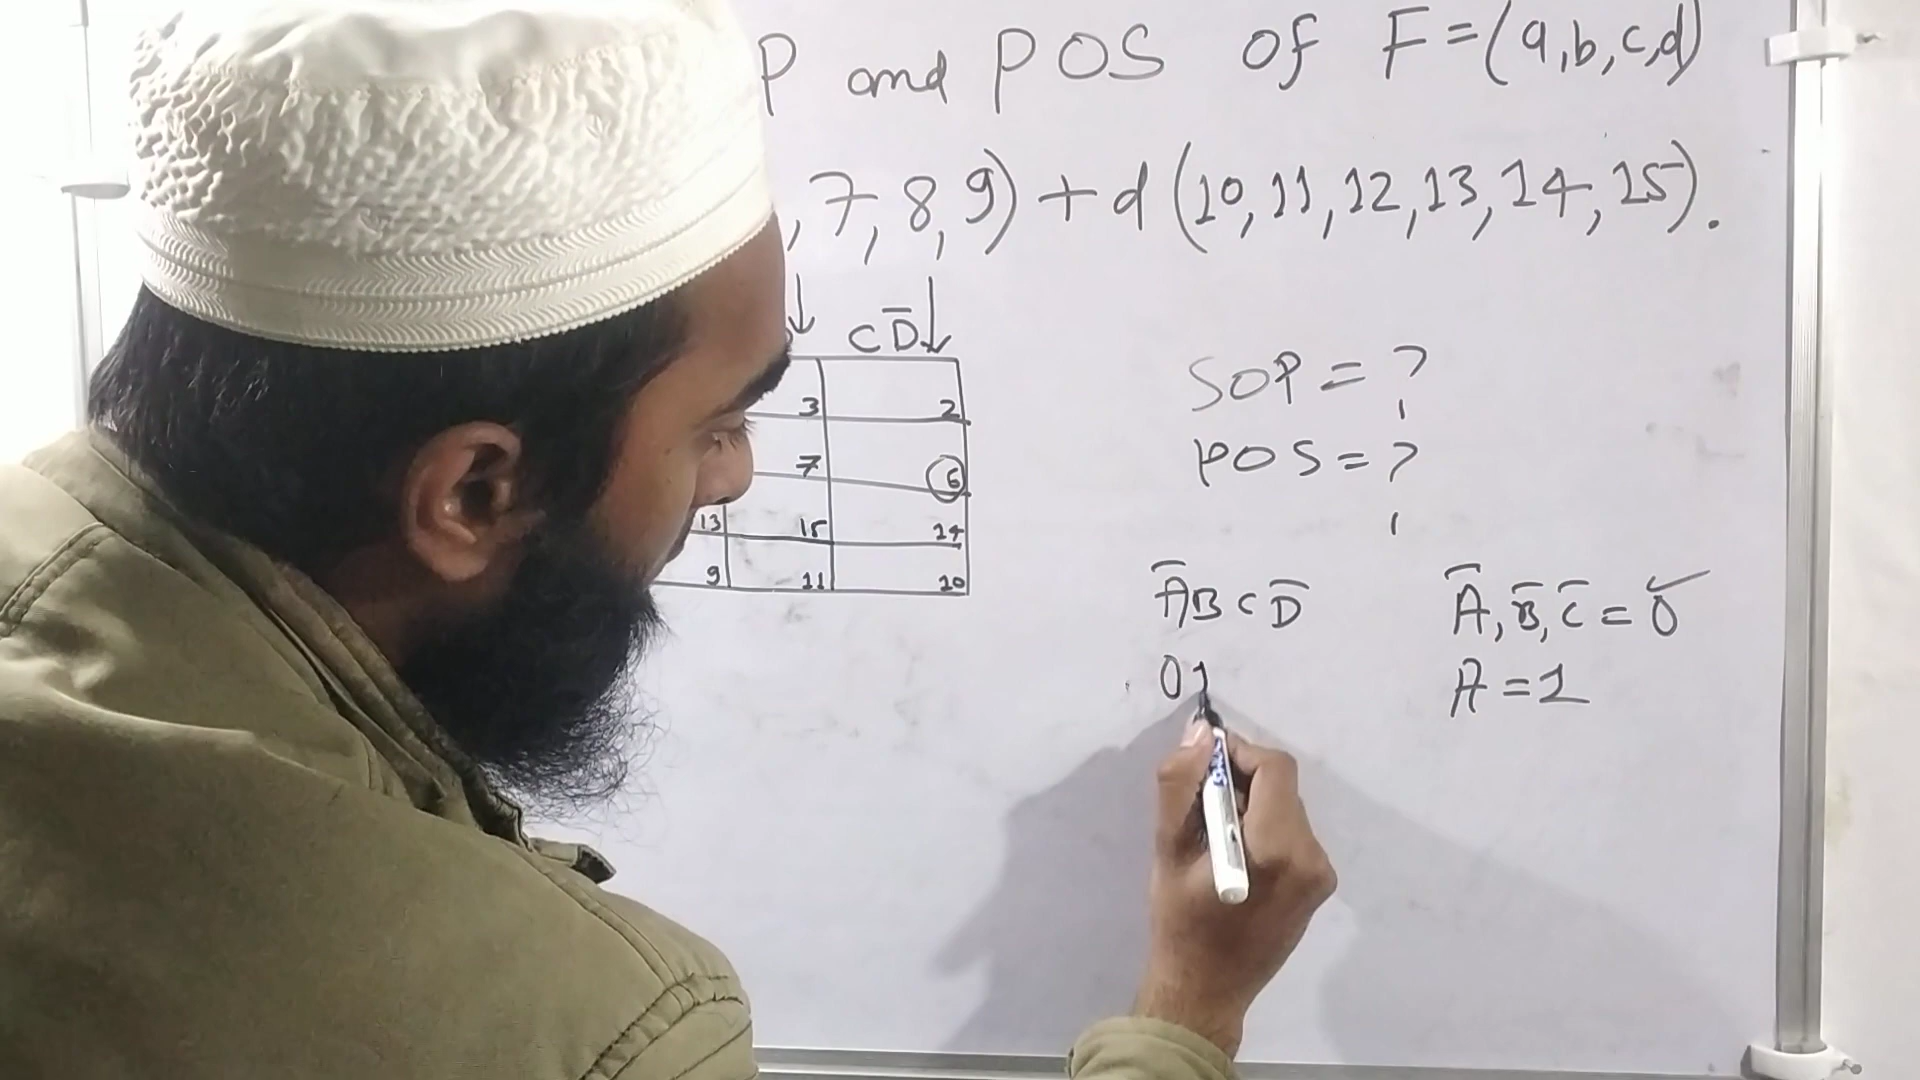 P and POS of F=(a,b,c,d)
, 7, 8, 9) + d (10, 11, 12, 13, 14, 15).
CD̅
3 2
7 6
13 15 14
9 11 10
SOP = ?
POS = ?
A̅BCD̅
01
A̅, B̅, C̅ = 0
A = 1